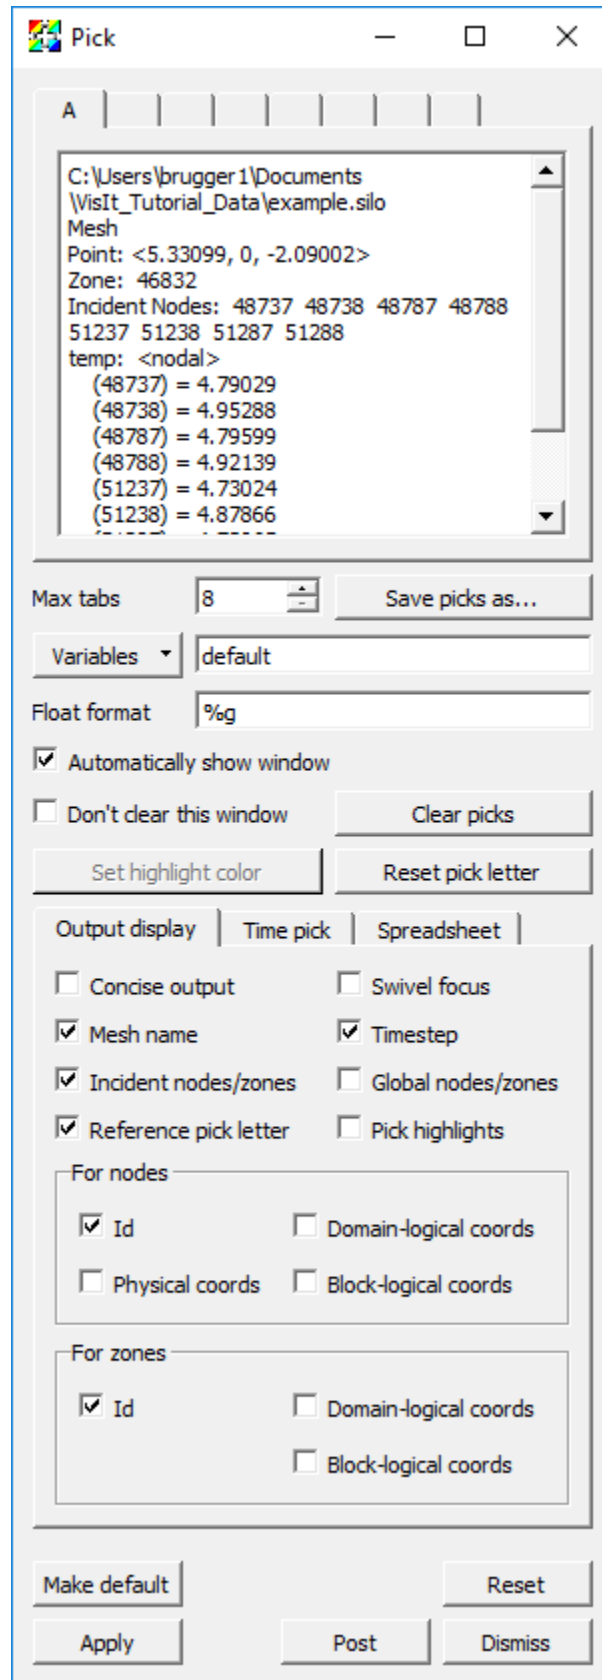 Pick
A
C:\Users\brugger1\Documents
\VisIt_Tutorial_Data\example.silo
Mesh
Point: <5.33099, 0, -2.09002>
Zone: 46832
Incident Nodes: 48737 48738 48787 48788
51237 51238 51287 51288
temp: <nodal>
(48737) = 4.79029
(48738) = 4.95288
(48787) = 4.79599
(48788) = 4.92139
(51237) = 4.73024
(51238) = 4.87866
Max tabs 8 Save picks as...
Variables default
Float format %g
Automatically show window
Don't clear this window Clear picks
Set highlight color Reset pick letter
Output display Time pick Spreadsheet
Concise output Swivel focus
Mesh name Timestep
Incident nodes/zones Global nodes/zones
Reference pick letter Pick highlights
For nodes
Id Domain-logical coords
Physical coords Block-logical coords
For zones
Id Domain-logical coords
Block-logical coords
Make default Reset
Apply Post Dismiss